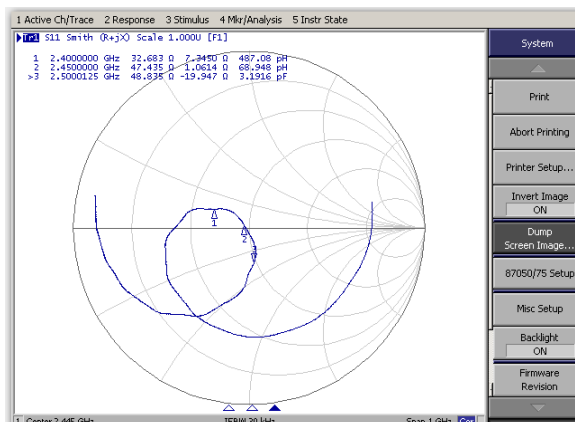 1 Active Ch/Trace 2 Response 3 Stimulus 4 Mkr/Analysis 5 Instr State
Tr1 S11 Smith (R+jX) Scale 1.000U [F1]
1 2.4000000 GHz 32.683 Ω 7.3450 Ω 487.08 pH
2 2.4500000 GHz 47.435 Ω 1.0614 Ω 68.948 pH
>3 2.5000125 GHz 48.835 Ω -19.947 Ω 3.1916 pF
1
2
System
Print
Abort Printing
Printer Setup...
Invert Image
ON
Dump
Screen Image...
87050/75 Setup
Misc Setup
Backlight
ON
Firmware
Revision
1 Center 2.445 GHz IFBW 30 kHz Span 1 GHz Cor